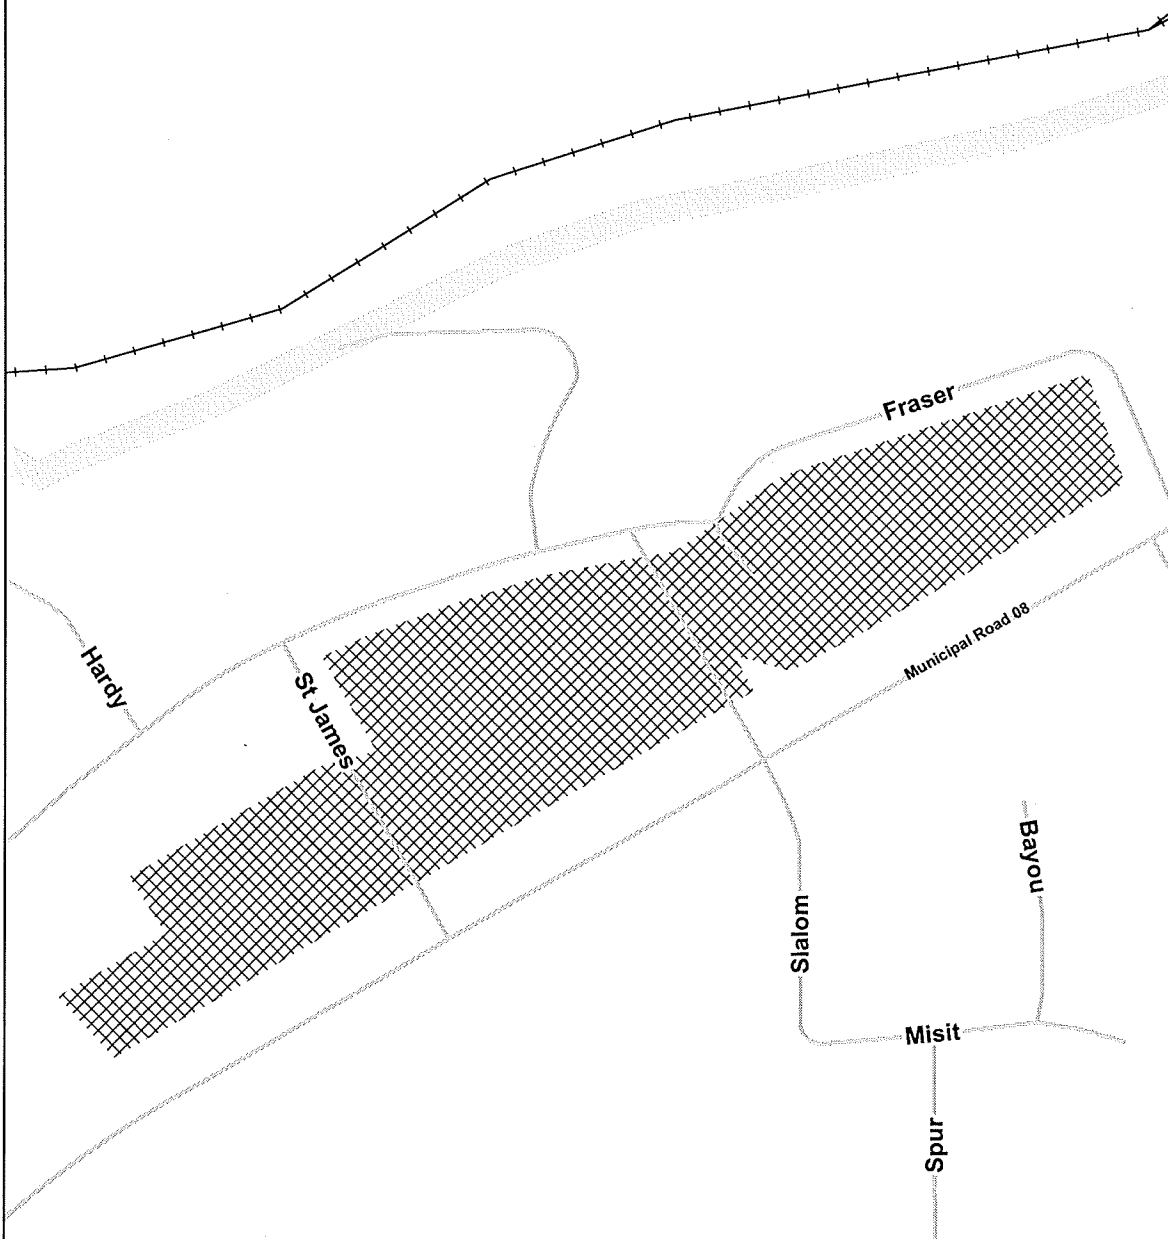 Fraser
Municipal Road 08
Hardy
St James
Bayou
Slalom
Misit
Spur